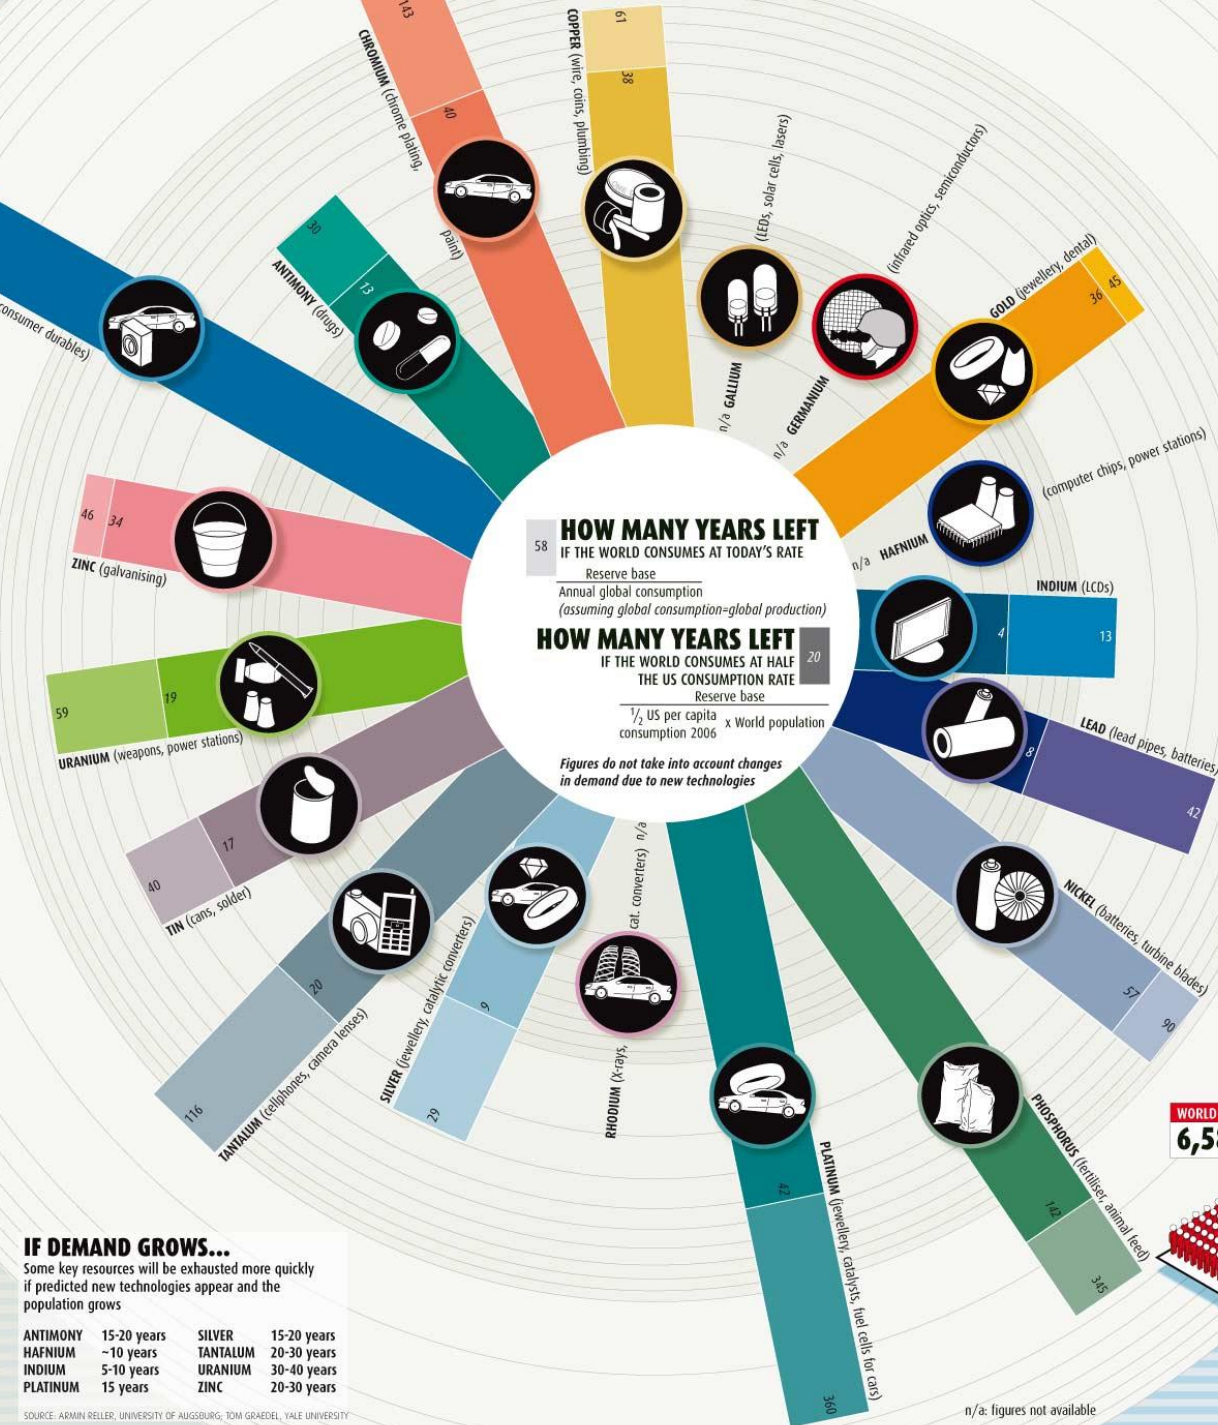 143
CHROMIUM (chrome plating,
paint)
40
COPPER (wire, coins, plumbing)
61
38
n/a GALLIUM
(LEDs, solar cells, lasers)
n/a GERMANIUM
(infrared optics, semiconductors)
GOLD (jewellery, dental)
36
45
n/a HAFNIUM
(computer chips, power stations)
INDIUM (LCDs)
4
13
LEAD (lead pipes, batteries)
8
42
NICKEL (batteries, turbine blades)
57
90
PHOSPHORUS (fertiliser, animal feed)
142
345
PLATINUM (jewellery, catalysts, fuel cells for cars)
42
360
RHODIUM (X-rays,
cat. converters) n/a
SILVER (jewellery, catalytic converters)
9
29
TANTALUM (cellphones, camera lenses)
20
116
TIN (cans, solder)
17
40
URANIUM (weapons, power stations)
19
59
ZINC (galvanising)
34
46
consumer durables)
ANTIMONY (drugs)
13
30
58
HOW MANY YEARS LEFT
IF THE WORLD CONSUMES AT TODAY'S RATE
Reserve base
Annual global consumption
(assuming global consumption=global production)
HOW MANY YEARS LEFT
IF THE WORLD CONSUMES AT HALF
THE US CONSUMPTION RATE
20
Reserve base
1/2 US per capita
consumption 2006
x World population
Figures do not take into account changes
in demand due to new technologies
WORLD
6,5
IF DEMAND GROWS...
Some key resources will be exhausted more quickly
if predicted new technologies appear and the
population grows
ANTIMONY 15-20 years SILVER 15-20 years
HAFNIUM ~10 years TANTALUM 20-30 years
INDIUM 5-10 years URANIUM 30-40 years
PLATINUM 15 years ZINC 20-30 years
SOURCE: ARMIN RELLER, UNIVERSITY OF AUGSBURG; TOM GRAEDEL, YALE UNIVERSITY
n/a: figures not available